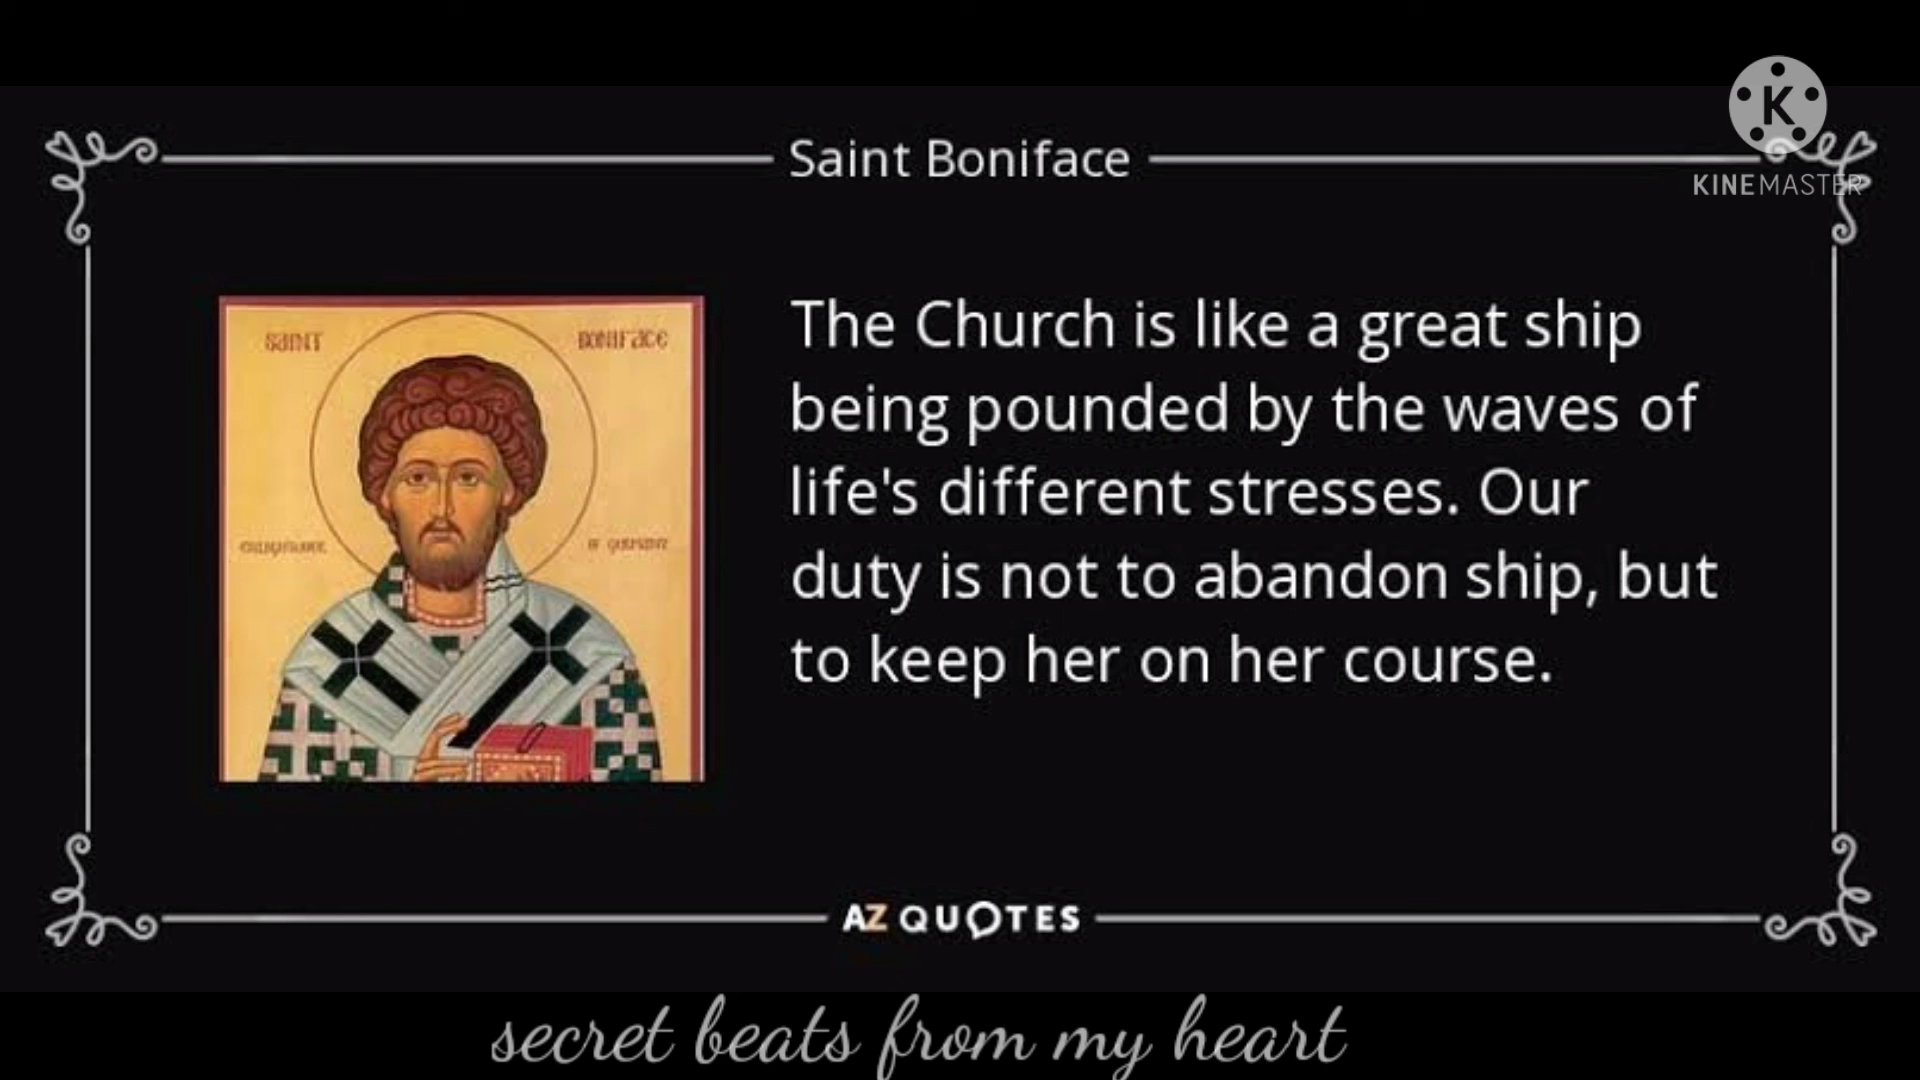 Saint Boniface
KINEMASTER
SAINT BONIFACE
The Church is like a great ship
being pounded by the waves of
life's different stresses. Our
duty is not to abandon ship, but
to keep her on her course.
AZ QUOTES
secret beats from my heart